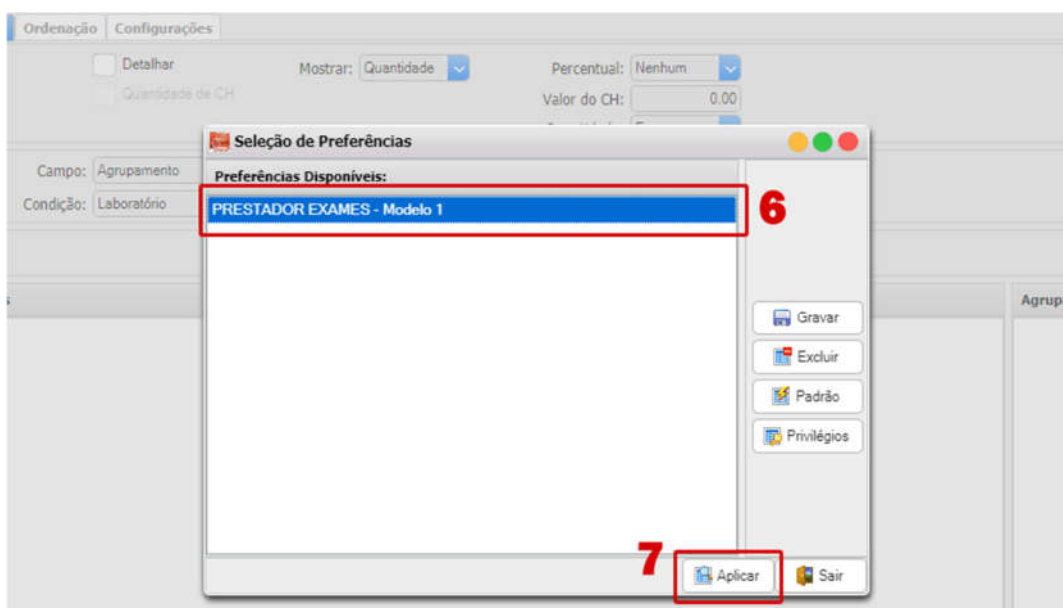 Ordenação Configurações
Detalhar Mostrar: Quantidade Percentual: Nenhum
Quantidade de CH Valor do CH: 0.00
Seleção de Preferências
Campo: Agrupamento Preferências Disponíveis:
Condição: Laboratório PRESTADOR EXAMES - Modelo 1 6
Agrup
Gravar
Excluir
Padrão
Privilégios
7 Aplicar Sair